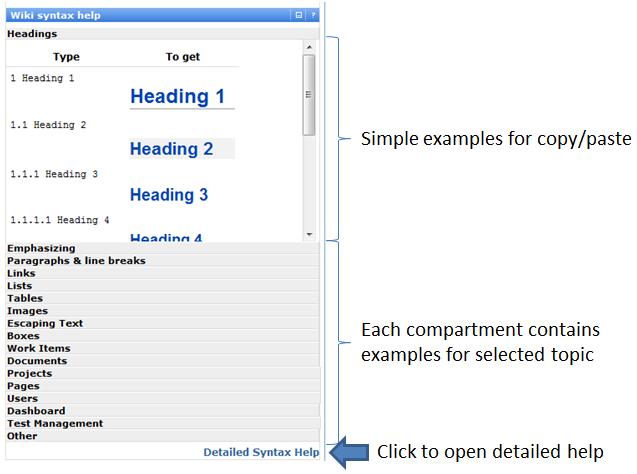 Wiki syntax help ?
Headings
Type To get
1 Heading 1
Heading 1
1.1 Heading 2
Heading 2
1.1.1 Heading 3
Heading 3
1.1.1.1 Heading 4
Heading 4
Simple examples for copy/paste
Emphasizing
Paragraphs & line breaks
Links
Lists
Tables
Images
Escaping Text
Boxes
Work Items
Documents
Projects
Pages
Users
Dashboard
Test Management
Other
Each compartment contains
examples for selected topic
Detailed Syntax Help
Click to open detailed help